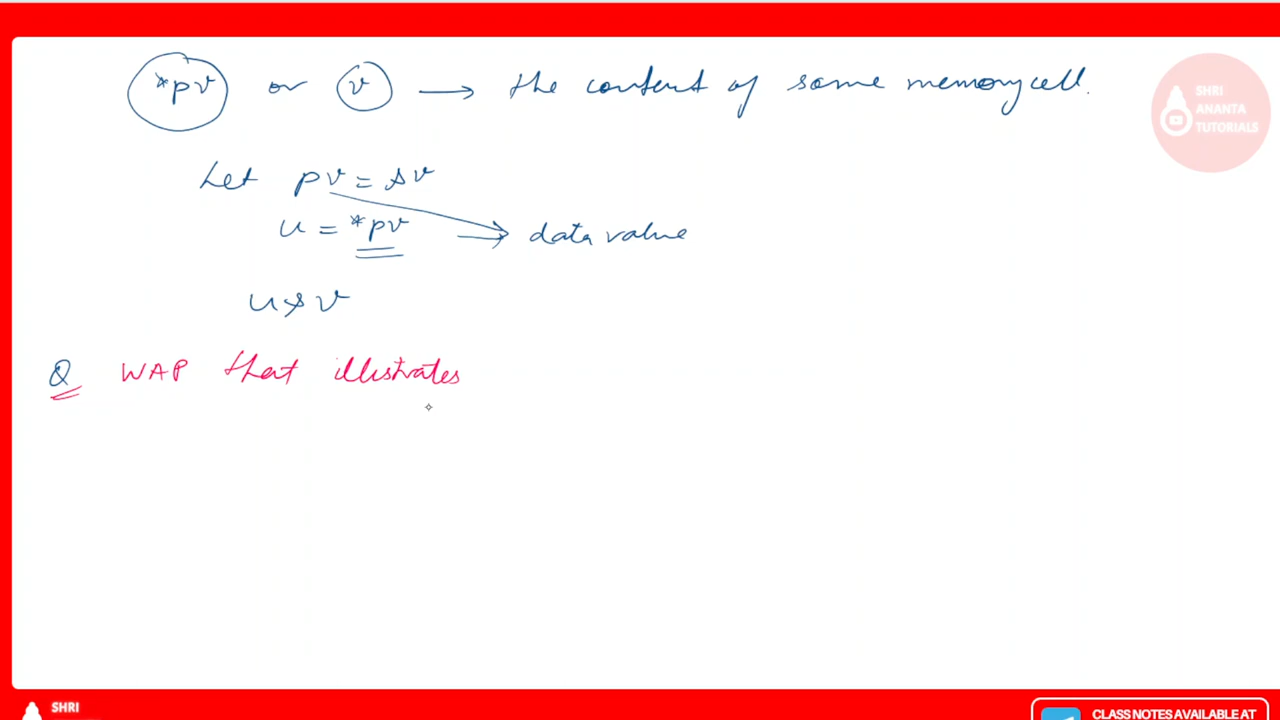 *pv or v → the content of some memory cell.
SHRI
ANANTA
TUTORIALS
Let pv = &v
u = *pv → data value
u & v
Q WAP that illustrates
SHRI
CLASS NOTES AVAILABLE AT